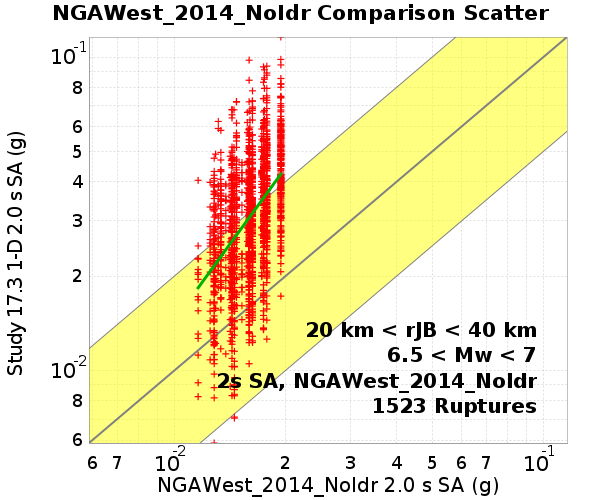 NGAWest_2014_NoIdr Comparison Scatter
Study 17.3 1-D 2.0 s SA (g)
10⁻¹
8
6
5
4
3
2
10⁻²
8
6
20 km < rJB < 40 km
6.5 < Mw < 7
2s SA, NGAWest_2014_NoIdr
1523 Ruptures
6 7 10⁻² 2 3 4 5 6 7 10⁻¹
NGAWest_2014_NoIdr 2.0 s SA (g)